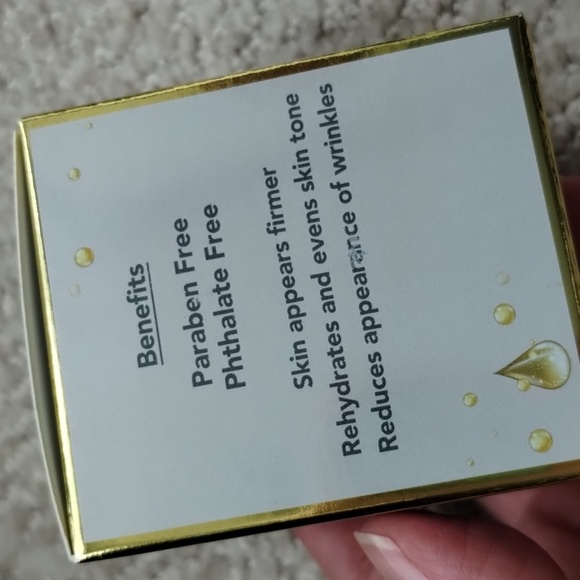 Benefits
Paraben Free
Phthalate Free
Skin appears firmer
Rehydrates and evens skin tone
Reduces appearance of wrinkles